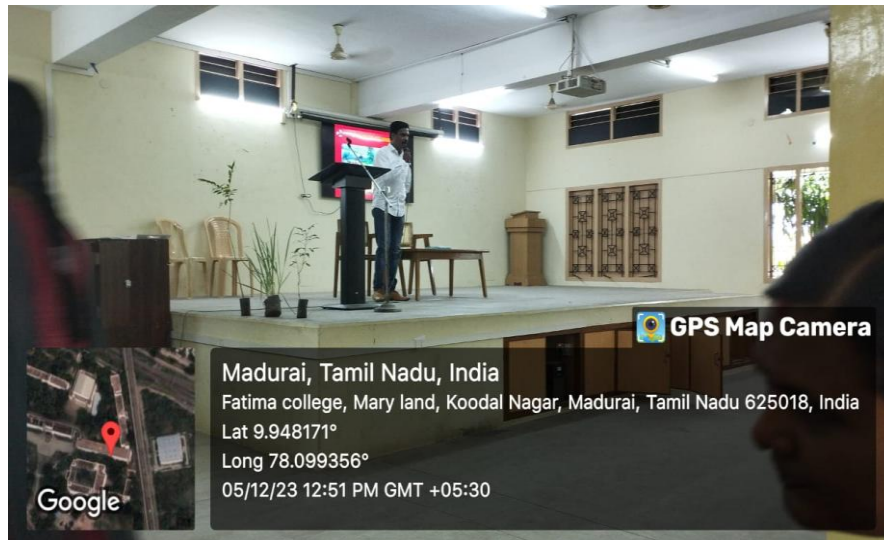 GPS Map Camera
Madurai, Tamil Nadu, India
Fatima college, Mary land, Koodal Nagar, Madurai, Tamil Nadu 625018, India
Lat 9.948171°
Long 78.099356°
05/12/23 12:51 PM GMT +05:30
Google